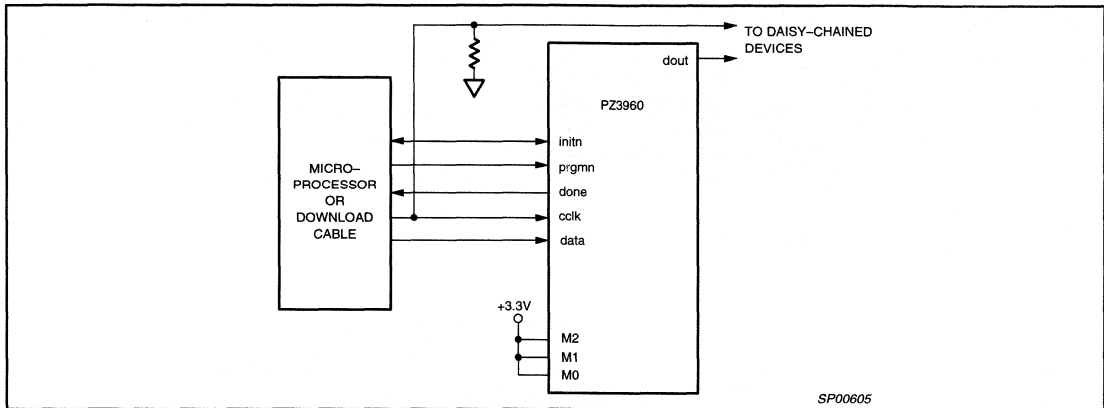 TO DAISY–CHAINED
DEVICES
dout
PZ3960
MICRO–
PROCESSOR
OR
DOWNLOAD
CABLE
initn
prgmn
done
cclk
data
+3.3V
M2
M1
M0
SP00605